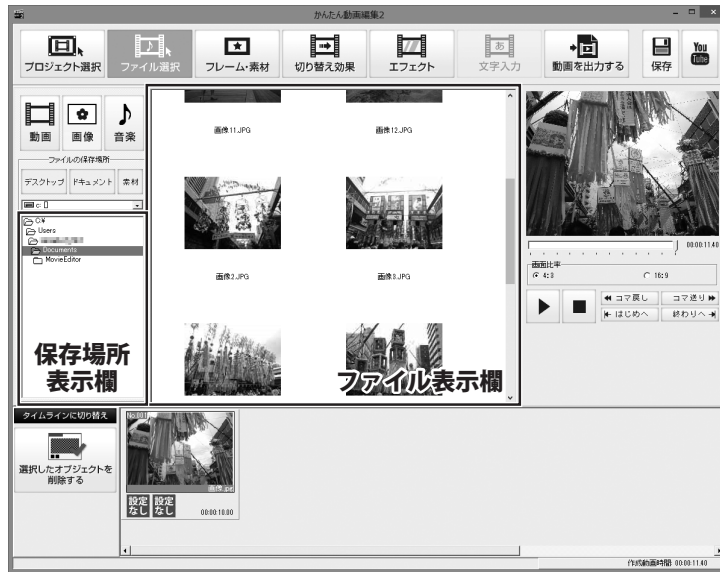 かんたん動画編集2
プロジェクト選択
ファイル選択
フレーム・素材
切り替え効果
エフェクト
あ
文字入力
動画を出力する
保存
You
Tube
動画
画像
音楽
ファイルの保存場所
デスクトップ
ドキュメント
素材
c: []
C:¥
Users
Documents
MovieEditor
保存場所
表示欄
画像11.JPG
画像12.JPG
画像2.JPG
画像3.JPG
ファイル表示欄
00:00:11.40
画面比率
4:3
16:9
コマ戻し
コマ送り
はじめへ
終わりへ
タイムラインに切り替え
選択したオブジェクトを
削除する
No.001
画像.jpg
設定
なし
設定
なし
00:00:10.00
作成動画時間 00:00:11.40